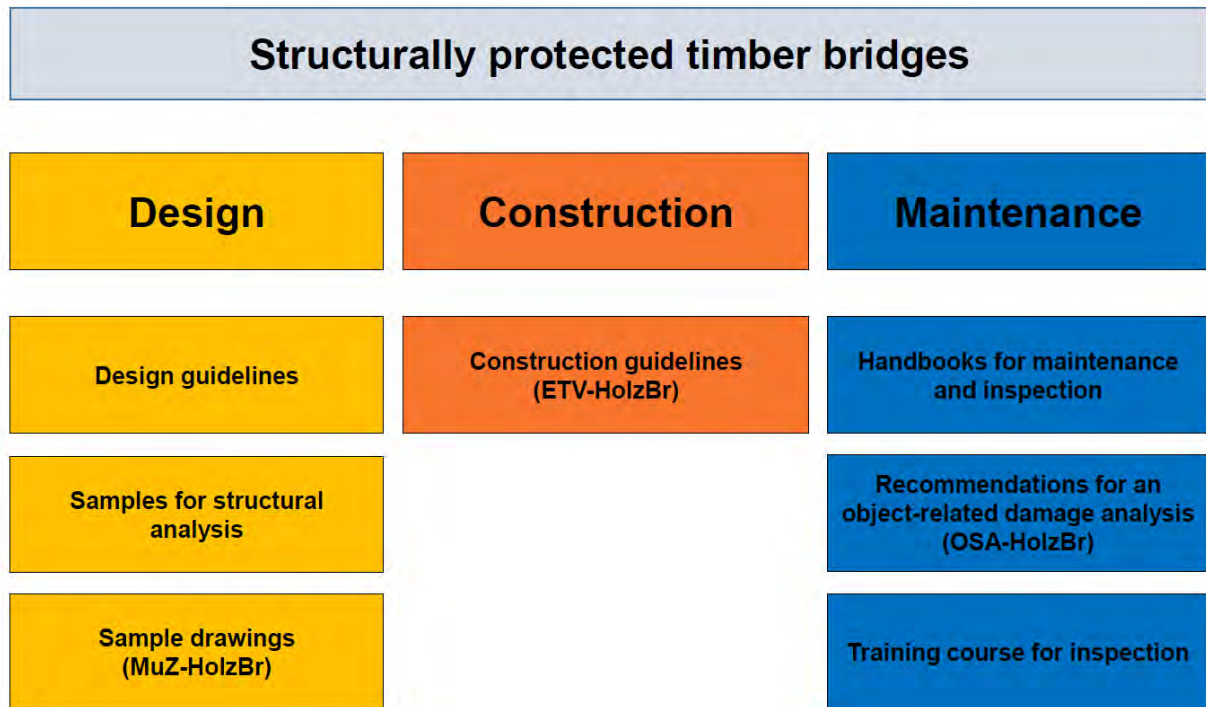 Structurally protected timber bridges
Design
Construction
Maintenance
Design guidelines
Construction guidelines
(ETV-HolzBr)
Handbooks for maintenance
and inspection
Samples for structural
analysis
Recommendations for an
object-related damage analysis
(OSA-HolzBr)
Sample drawings
(MuZ-HolzBr)
Training course for inspection